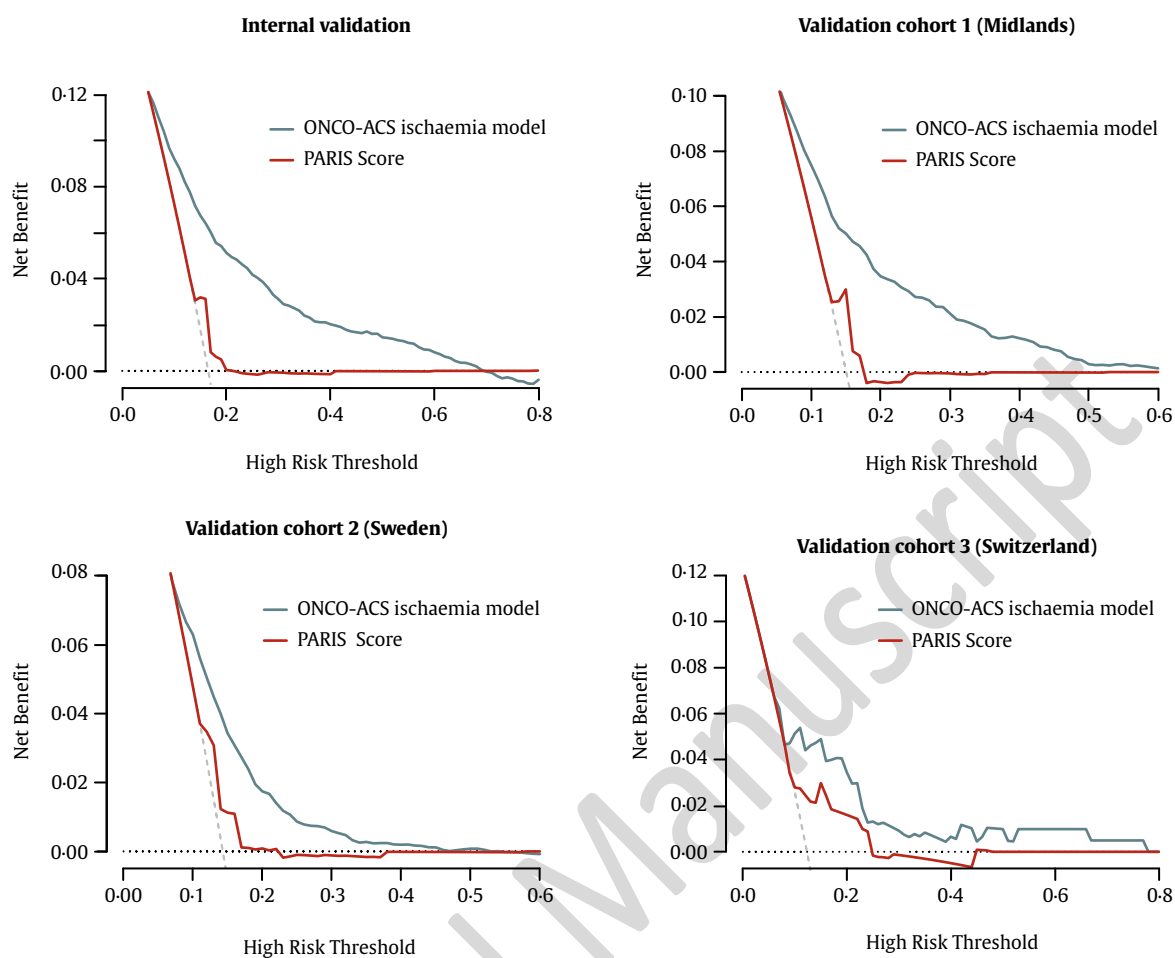 Internal validation
0·12
0·08
0·04
0·00
Net Benefit
ONCO-ACS ischaemia model
PARIS Score
0·0 0·2 0·4 0·6 0·8
High Risk Threshold
Validation cohort 1 (Midlands)
0·10
0·08
0·06
0·04
0·02
0·00
Net Benefit
ONCO-ACS ischaemia model
PARIS Score
0·0 0·1 0·2 0·3 0·4 0·5 0·6
High Risk Threshold
Validation cohort 2 (Sweden)
0·08
0·06
0·04
0·02
0·00
Net Benefit
ONCO-ACS ischaemia model
PARIS Score
0·0 0·1 0·2 0·3 0·4 0·5 0·6
High Risk Threshold
Validation cohort 3 (Switzerland)
0·12
0·10
0·08
0·06
0·04
0·02
0·00
Net Benefit
ONCO-ACS ischaemia model
PARIS Score
0·0 0·2 0·4 0·6 0·8
High Risk Threshold
Manuscript